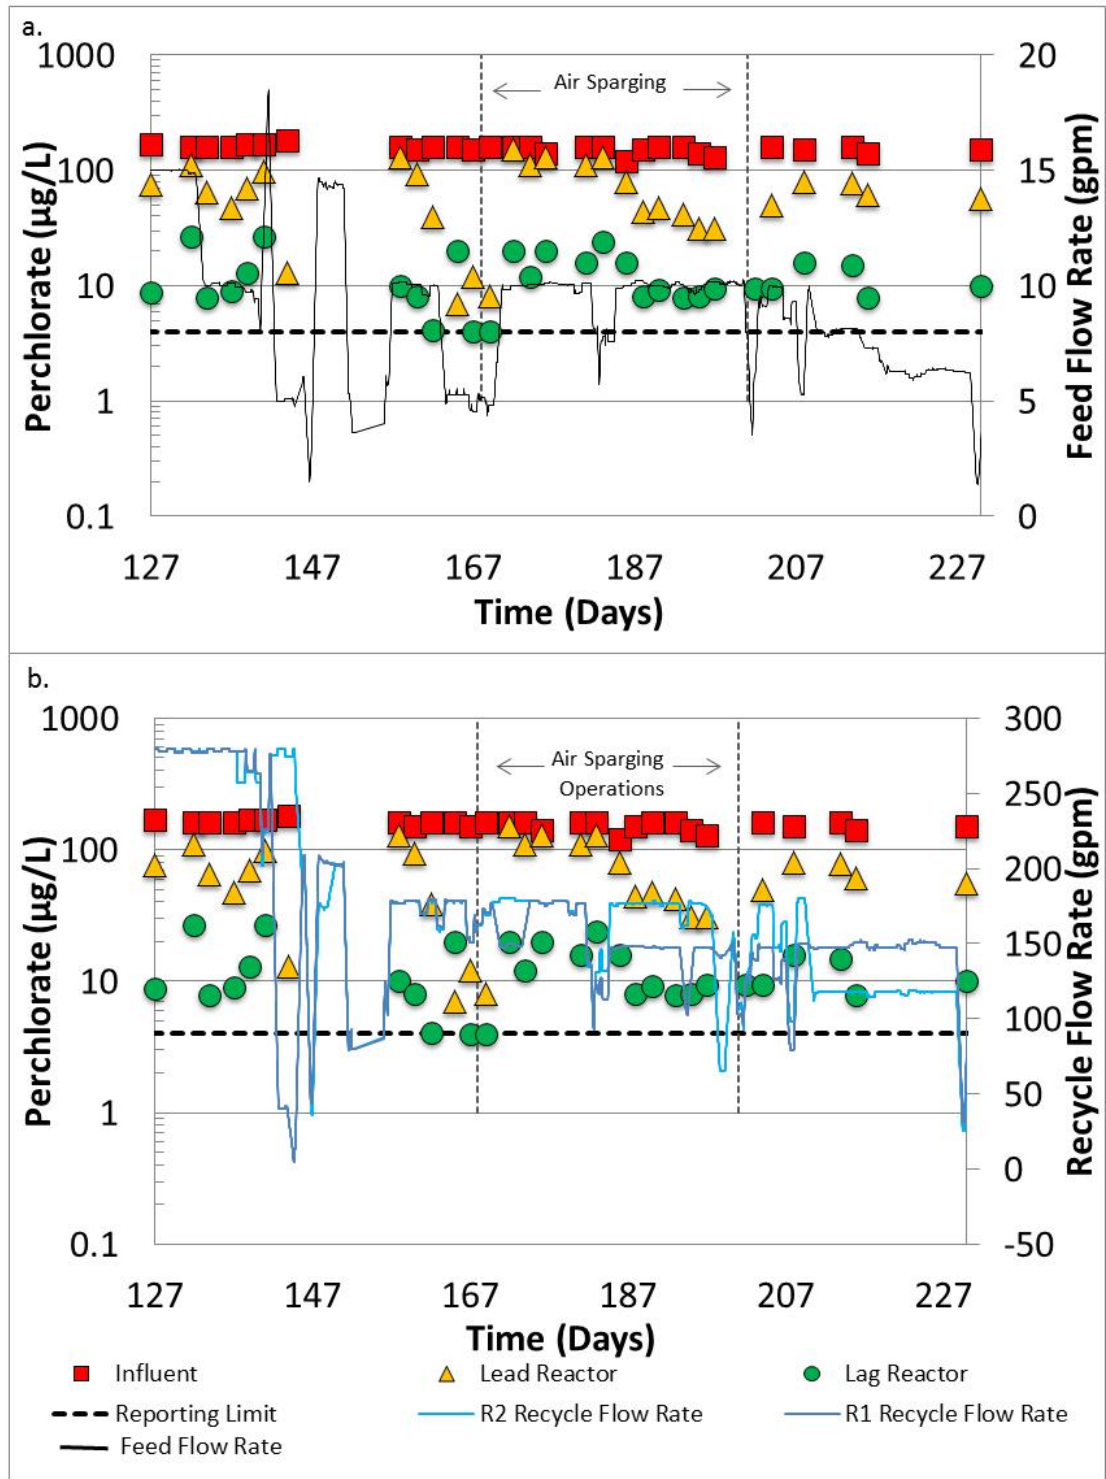 a.
1000
100
10
1
0.1
Perchlorate (µg/L)
Air Sparging
20
15
10
5
0
Feed Flow Rate (gpm)
127 147 167 187 207 227
Time (Days)
b.
1000
100
10
1
0.1
Perchlorate (µg/L)
Air Sparging
Operations
300
250
200
150
100
50
0
-50
Recycle Flow Rate (gpm)
127 147 167 187 207 227
Time (Days)
Influent Lead Reactor Lag Reactor
Reporting Limit R2 Recycle Flow Rate R1 Recycle Flow Rate
Feed Flow Rate